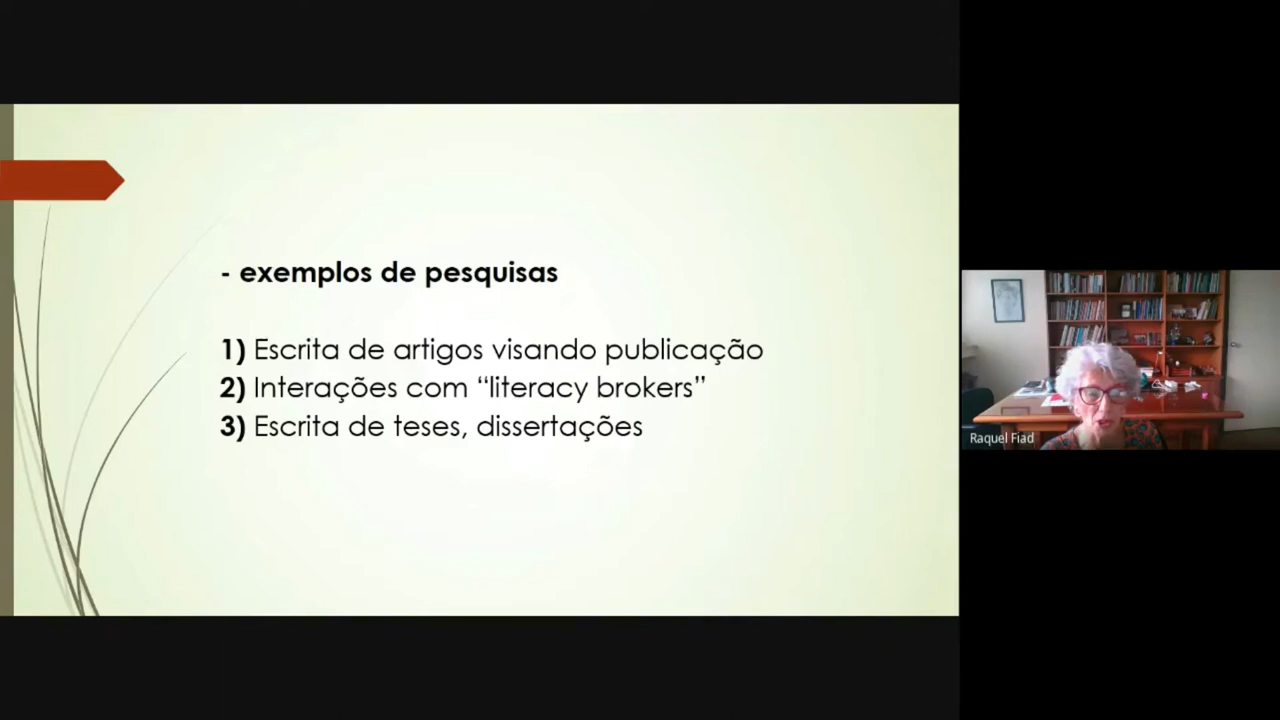 - exemplos de pesquisas
1) Escrita de artigos visando publicação
2) Interações com “literacy brokers”
3) Escrita de teses, dissertações
Raquel Fiad